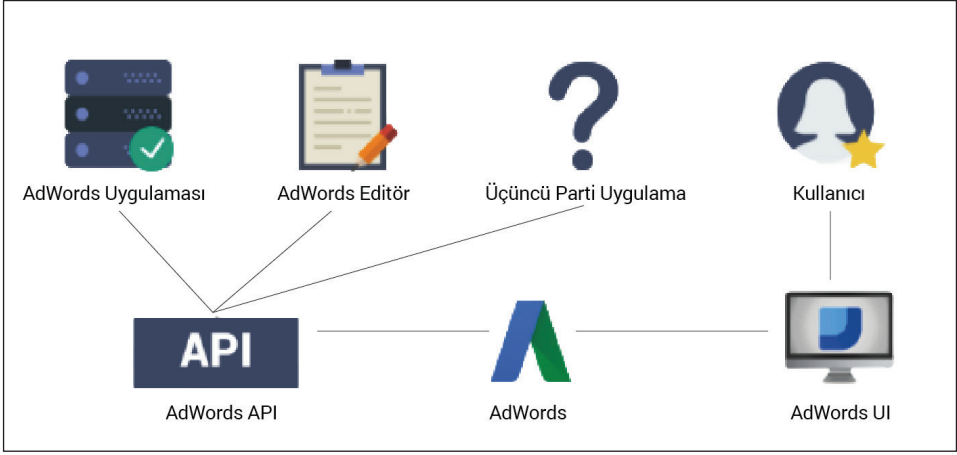 AdWords Uygulaması
AdWords Editör
Üçüncü Parti Uygulama
Kullanıcı
API
AdWords API
AdWords
AdWords UI